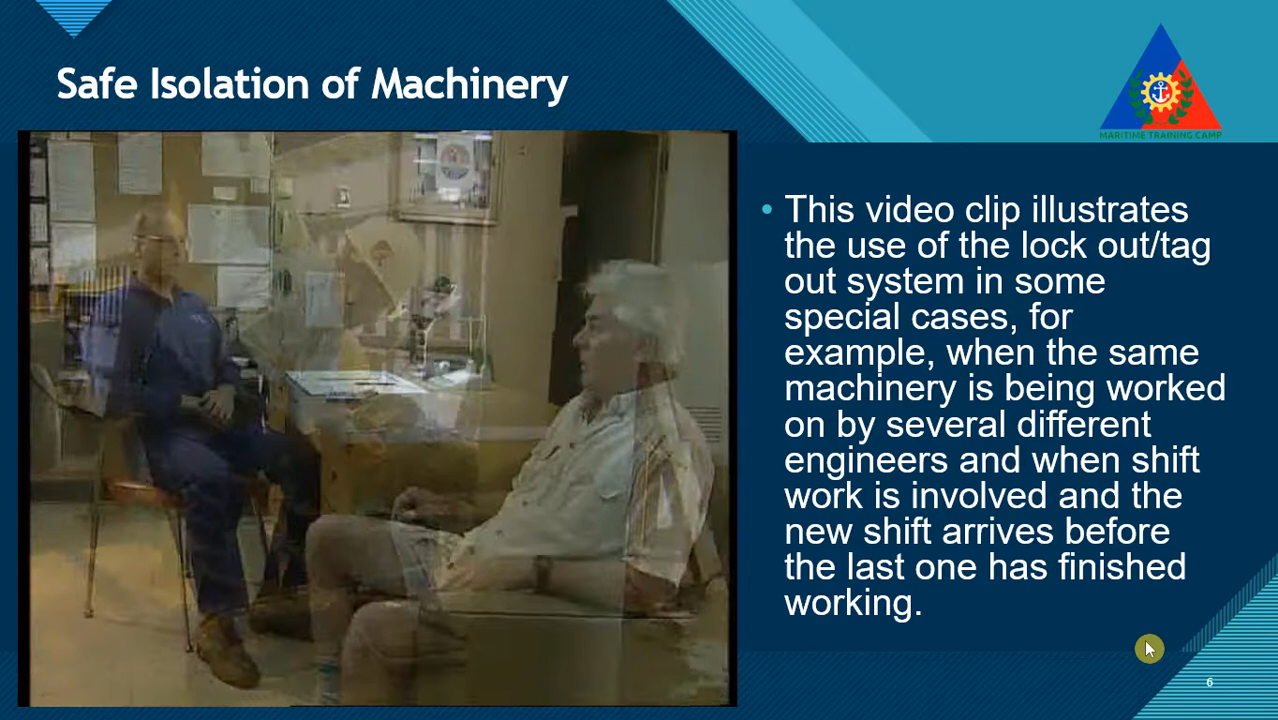 Safe Isolation of Machinery
MARITIME TRAINING CAMP
• This video clip illustrates
the use of the lock out/tag
out system in some
special cases, for
example, when the same
machinery is being worked
on by several different
engineers and when shift
work is involved and the
new shift arrives before
the last one has finished
working.
6